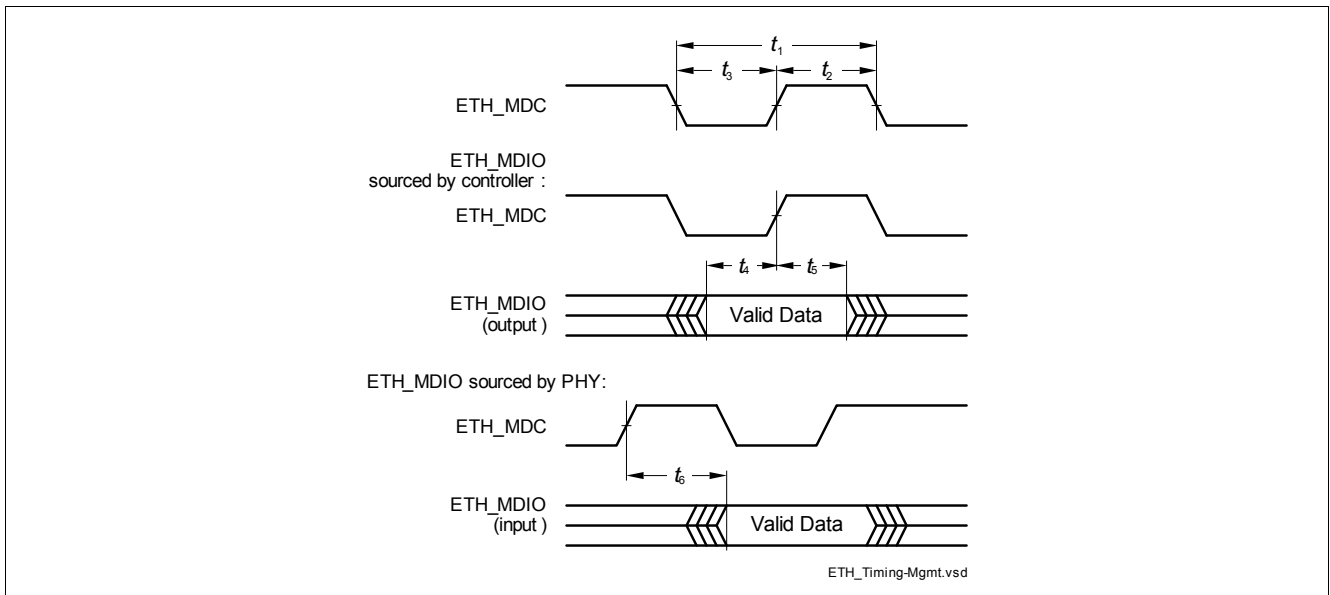 t1
t3 t2
ETH_MDC
ETH_MDIO
sourced by controller :
ETH_MDC
t4 t5
ETH_MDIO
(output )
Valid Data
ETH_MDIO sourced by PHY:
ETH_MDC
t6
ETH_MDIO
(input )
Valid Data
ETH_Timing-Mgmt.vsd